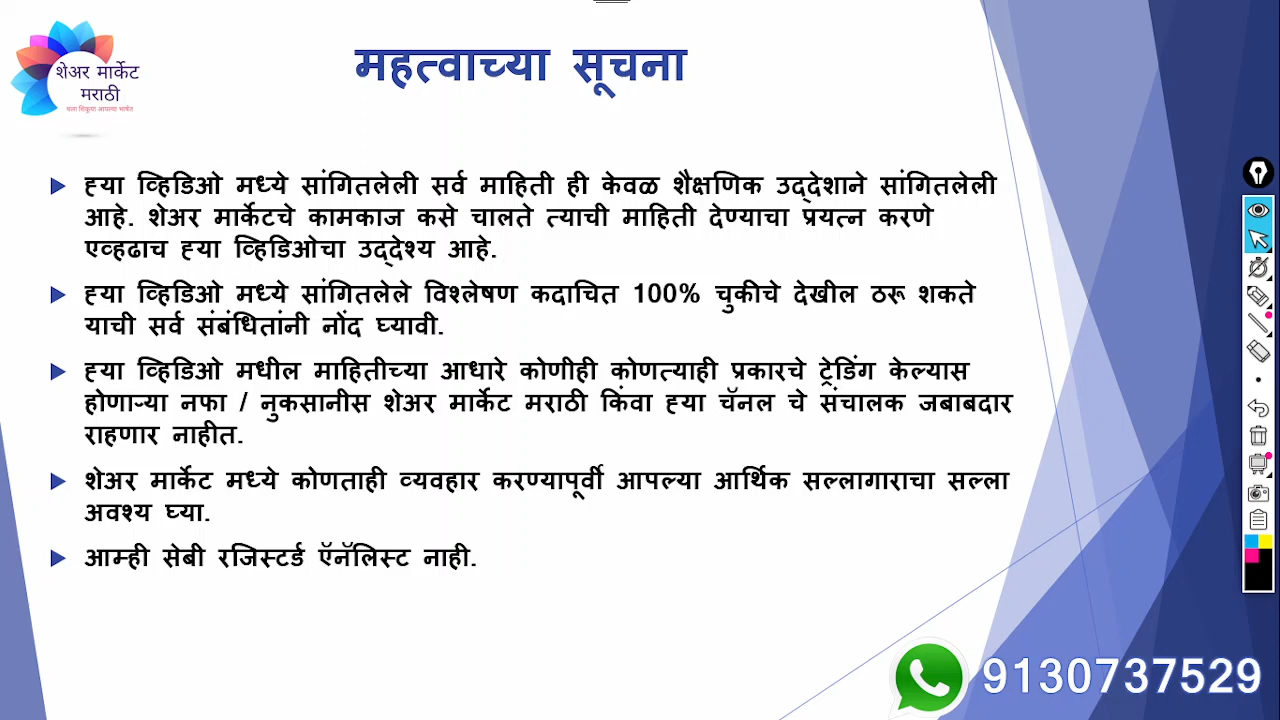 शेअर मार्केट
मराठी
चला शिकूया आपल्या भाषेत
महत्वाच्या सूचना
ह्या व्हिडिओ मध्ये सांगितलेली सर्व माहिती ही केवळ शैक्षणिक उद्देशाने सांगितलेली
आहे. शेअर मार्केटचे कामकाज कसे चालते त्याची माहिती देण्याचा प्रयत्न करणे
एव्हढाच ह्या व्हिडिओचा उद्देश्य आहे.
ह्या व्हिडिओ मध्ये सांगितलेले विश्लेषण कदाचित 100% चुकीचे देखील ठरू शकते
याची सर्व संबंधितांनी नोंद घ्यावी.
ह्या व्हिडिओ मधील माहितीच्या आधारे कोणीही कोणत्याही प्रकारचे ट्रेडिंग केल्यास
होणाऱ्या नफा / नुकसानीस शेअर मार्केट मराठी किंवा ह्या चॅनल चे संचालक जबाबदार
राहणार नाहीत.
शेअर मार्केट मध्ये कोणताही व्यवहार करण्यापूर्वी आपल्या आर्थिक सल्लागाराचा सल्ला
अवश्य घ्या.
आम्ही सेबी रजिस्टर्ड ऍनॅलिस्ट नाही.
9130737529